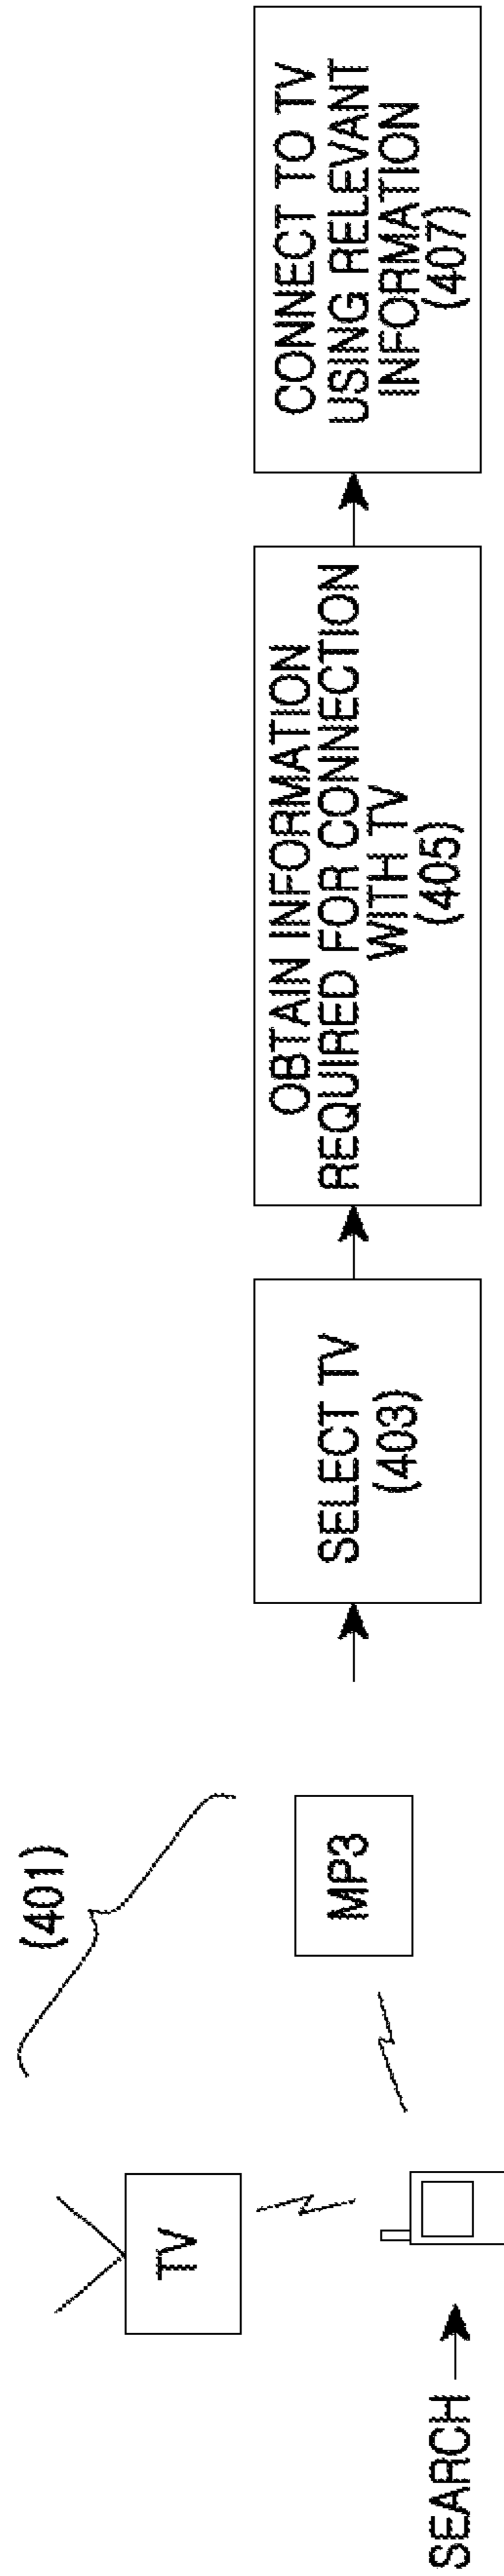 SEARCH
TV
MP3
(401)
SELECT TV
(403)
OBTAIN INFORMATION
REQUIRED FOR CONNECTION
WITH TV
(405)
CONNECT TO TV
USING RELEVANT
INFORMATION
(407)